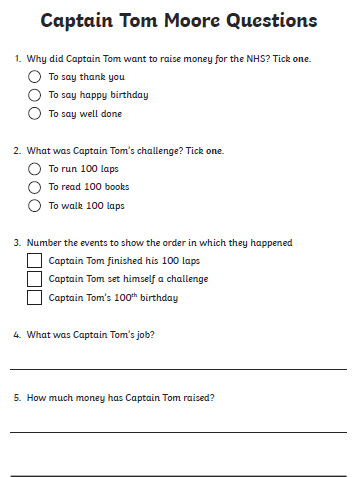 Captain Tom Moore Questions
1. Why did Captain Tom want to raise money for the NHS? Tick one.
To say thank you
To say happy birthday
To say well done
2. What was Captain Tom's challenge? Tick one.
To run 100 laps
To read 100 books
To walk 100 laps
3. Number the events to show the order in which they happened
Captain Tom finished his 100 laps
Captain Tom set himself a challenge
Captain Tom's 100th birthday
4. What was Captain Tom's job?
5. How much money has Captain Tom raised?